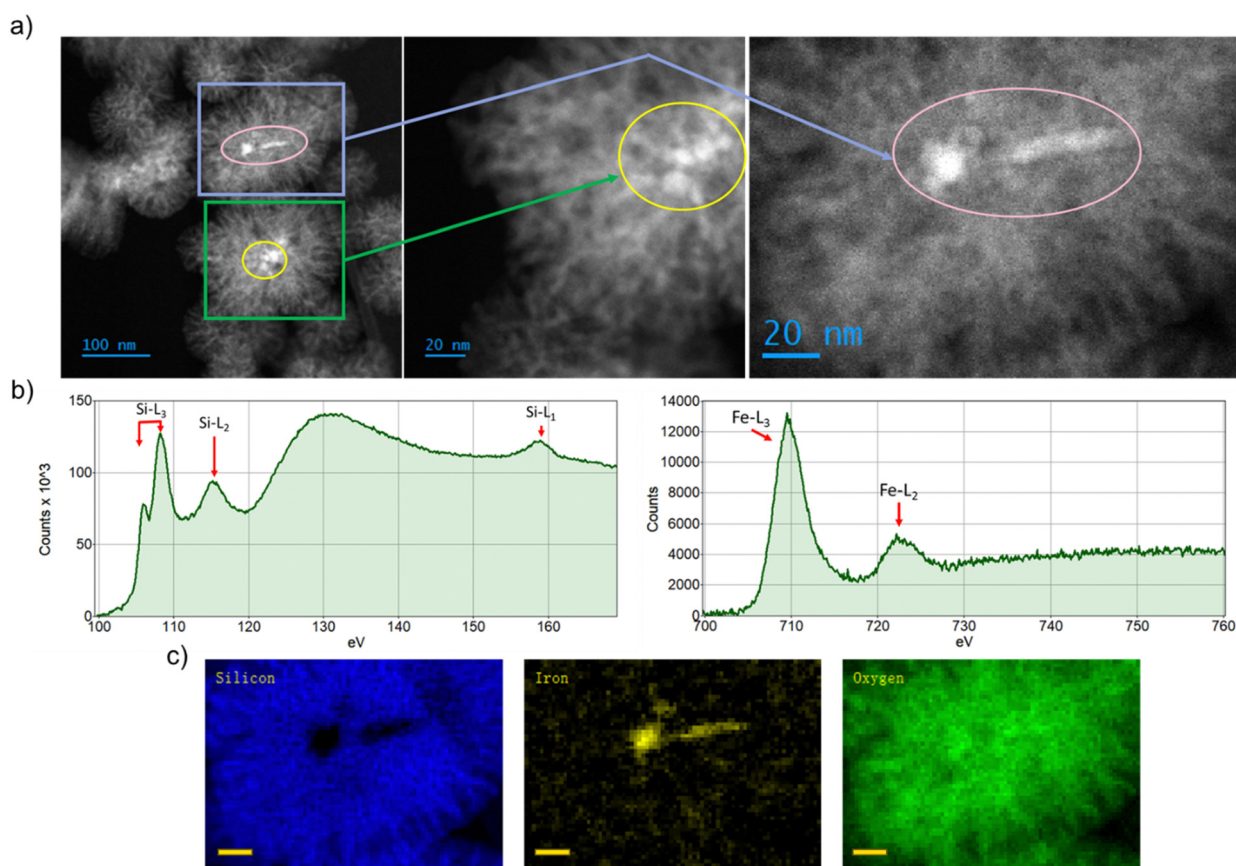 a)
100 nm
20 nm
20 nm
b)
150
100
50
0
Counts x 10^3
Si-L3
Si-L2
Si-L1
100 110 120 130 140 150 160
eV
14000
12000
10000
8000
6000
4000
2000
0
Counts
Fe-L3
Fe-L2
700 710 720 730 740 750 760
eV
c)
Silicon
Iron
Oxygen